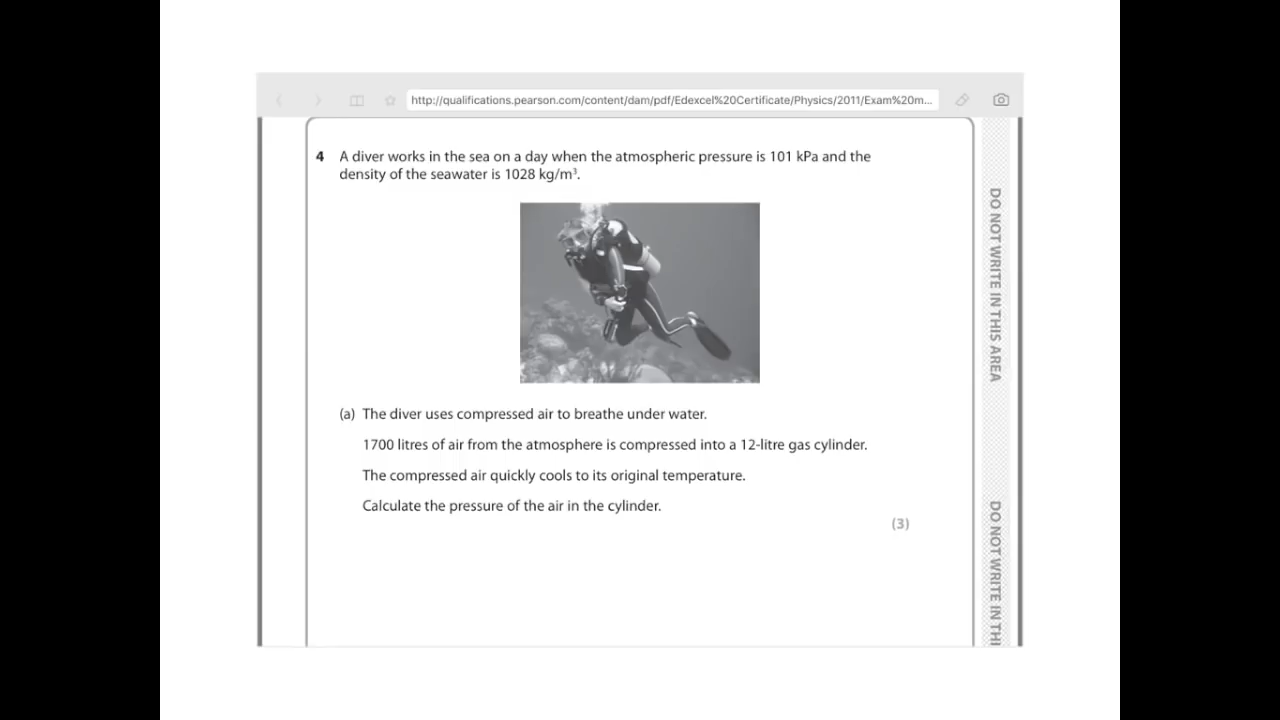 http://qualifications.pearson.com/content/dam/pdf/Edexcel%20Certificate/Physics/2011/Exam%20m...
4 A diver works in the sea on a day when the atmospheric pressure is 101 kPa and the
density of the seawater is 1028 kg/m³.
(a) The diver uses compressed air to breathe under water.
1700 litres of air from the atmosphere is compressed into a 12-litre gas cylinder.
The compressed air quickly cools to its original temperature.
Calculate the pressure of the air in the cylinder.
(3)
DO NOT WRITE IN THIS AREA
DO NOT WRITE IN THI